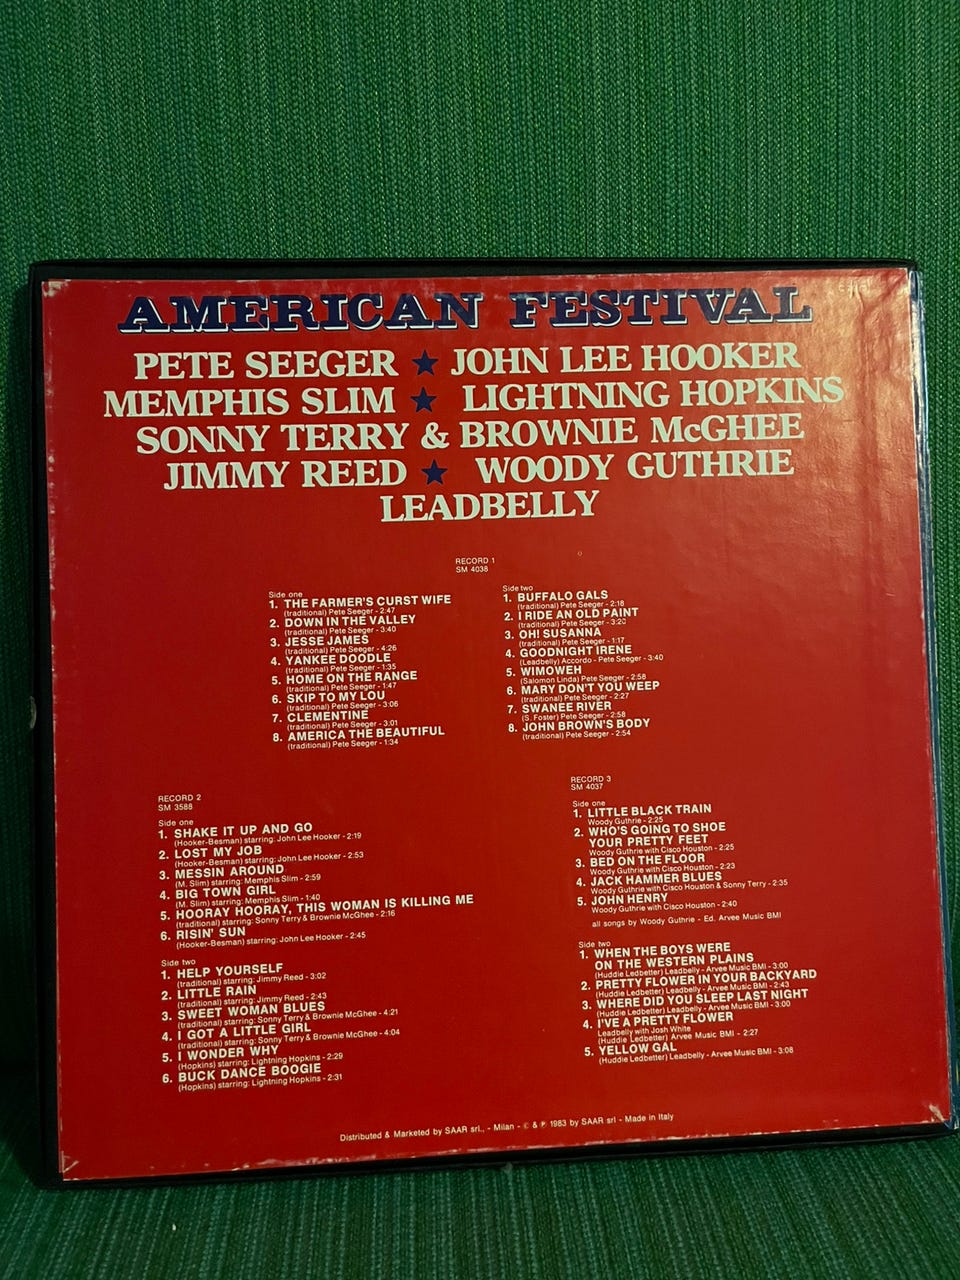 AMERICAN FESTIVAL
PETE SEEGER ★ JOHN LEE HOOKER
MEMPHIS SLIM ★ LIGHTNING HOPKINS
SONNY TERRY & BROWNIE McGHEE
JIMMY REED ★ WOODY GUTHRIE
LEADBELLY
RECORD 1
SM 4038
Side one
1. THE FARMER'S CURST WIFE
(traditional) Pete Seeger - 2:47
2. DOWN IN THE VALLEY
(traditional) Pete Seeger - 3:40
3. JESSE JAMES
(traditional) Pete Seeger - 4:26
4. YANKEE DOODLE
(traditional) Pete Seeger - 1:35
5. HOME ON THE RANGE
(traditional) Pete Seeger - 1:47
6. SKIP TO MY LOU
(traditional) Pete Seeger - 3:06
7. CLEMENTINE
(traditional) Pete Seeger - 3:01
8. AMERICA THE BEAUTIFUL
(traditional) Pete Seeger - 1:34
Side two
1. BUFFALO GALS
(traditional) Pete Seeger - 2:18
2. I RIDE AN OLD PAINT
(traditional) Pete Seeger - 3:20
3. OH! SUSANNA
(traditional) Pete Seeger - 1:17
4. GOODNIGHT IRENE
(Leadbelly) Accordo - Pete Seeger - 3:40
5. WIMOWEH
(Salomon Linda) Pete Seeger - 2:58
6. MARY DON'T YOU WEEP
(traditional) Pete Seeger - 2:27
7. SWANEE RIVER
(S. Foster) Pete Seeger - 2:58
8. JOHN BROWN'S BODY
(traditional) Pete Seeger - 2:54
RECORD 2
SM 3588
Side one
1. SHAKE IT UP AND GO
(Hooker-Besman) starring: John Lee Hooker - 2:19
2. LOST MY JOB
(Hooker-Besman) starring: John Lee Hooker - 2:53
3. MESSIN AROUND
(M. Slim) starring: Memphis Slim - 2:59
4. BIG TOWN GIRL
(M. Slim) starring: Memphis Slim - 1:40
5. HOORAY HOORAY, THIS WOMAN IS KILLING ME
(traditional) starring: Sonny Terry & Brownie McGhee - 2:16
6. RISIN' SUN
(Hooker-Besman) starring: John Lee Hooker - 2:45
Side two
1. HELP YOURSELF
(traditional) starring: Jimmy Reed - 3:02
2. LITTLE RAIN
(traditional) starring: Jimmy Reed - 2:43
3. SWEET WOMAN BLUES
(traditional) starring: Sonny Terry & Brownie McGhee - 4:21
4. I GOT A LITTLE GIRL
(traditional) starring: Sonny Terry & Brownie McGhee - 4:04
5. I WONDER WHY
(Hopkins) starring: Lightning Hopkins - 2:29
6. BUCK DANCE BOOGIE
(Hopkins) starring: Lightning Hopkins - 2:31
RECORD 3
SM 4037
Side one
1. LITTLE BLACK TRAIN
Woody Guthrie - 2:25
2. WHO'S GOING TO SHOE
YOUR PRETTY FEET
Woody Guthrie with Cisco Houston - 2:25
3. BED ON THE FLOOR
Woody Guthrie with Cisco Houston - 2:23
4. JACK HAMMER BLUES
Woody Guthrie with Cisco Houston & Sonny Terry - 2:35
5. JOHN HENRY
Woody Guthrie with Cisco Houston - 2:40
all songs by Woody Guthrie - Ed. Arvee Music BMI
Side two
1. WHEN THE BOYS WERE
ON THE WESTERN PLAINS
(Huddie Ledbetter) Leadbelly - Arvee Music BMI - 3:00
2. PRETTY FLOWER IN YOUR BACKYARD
(Huddie Ledbetter) Leadbelly - Arvee Music BMI - 2:43
3. WHERE DID YOU SLEEP LAST NIGHT
(Huddie Ledbetter) Leadbelly - Arvee Music BMI - 3:00
4. I'VE A PRETTY FLOWER
Leadbelly with Josh White
(Huddie Ledbetter) Arvee Music BMI - 2:27
5. YELLOW GAL
(Huddie Ledbetter) Leadbelly - Arvee Music BMI - 3:08
Distributed & Marketed by SAAR srl., - Milan - © & ℗ 1983 by SAAR srl - Made in Italy